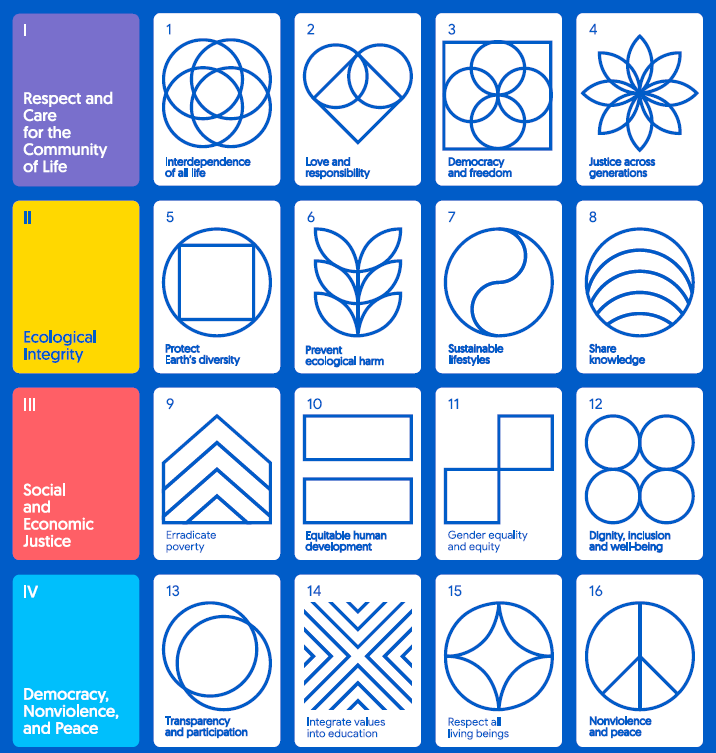 I
Respect and
Care
for the
Community
of Life
1
Interdependence
of all life
2
Love and
responsibility
3
Democracy
and freedom
4
Justice across
generations
II
Ecological
Integrity
5
Protect
Earth's diversity
6
Prevent
ecological harm
7
Sustainable
lifestyles
8
Share
knowledge
III
Social
and
Economic
Justice
9
Erradicate
poverty
10
Equitable human
development
11
Gender equality
and equity
12
Dignity, inclusion
and well-being
IV
Democracy,
Nonviolence,
and Peace
13
Transparency
and participation
14
Integrate values
into education
15
Respect all
living beings
16
Nonviolence
and peace